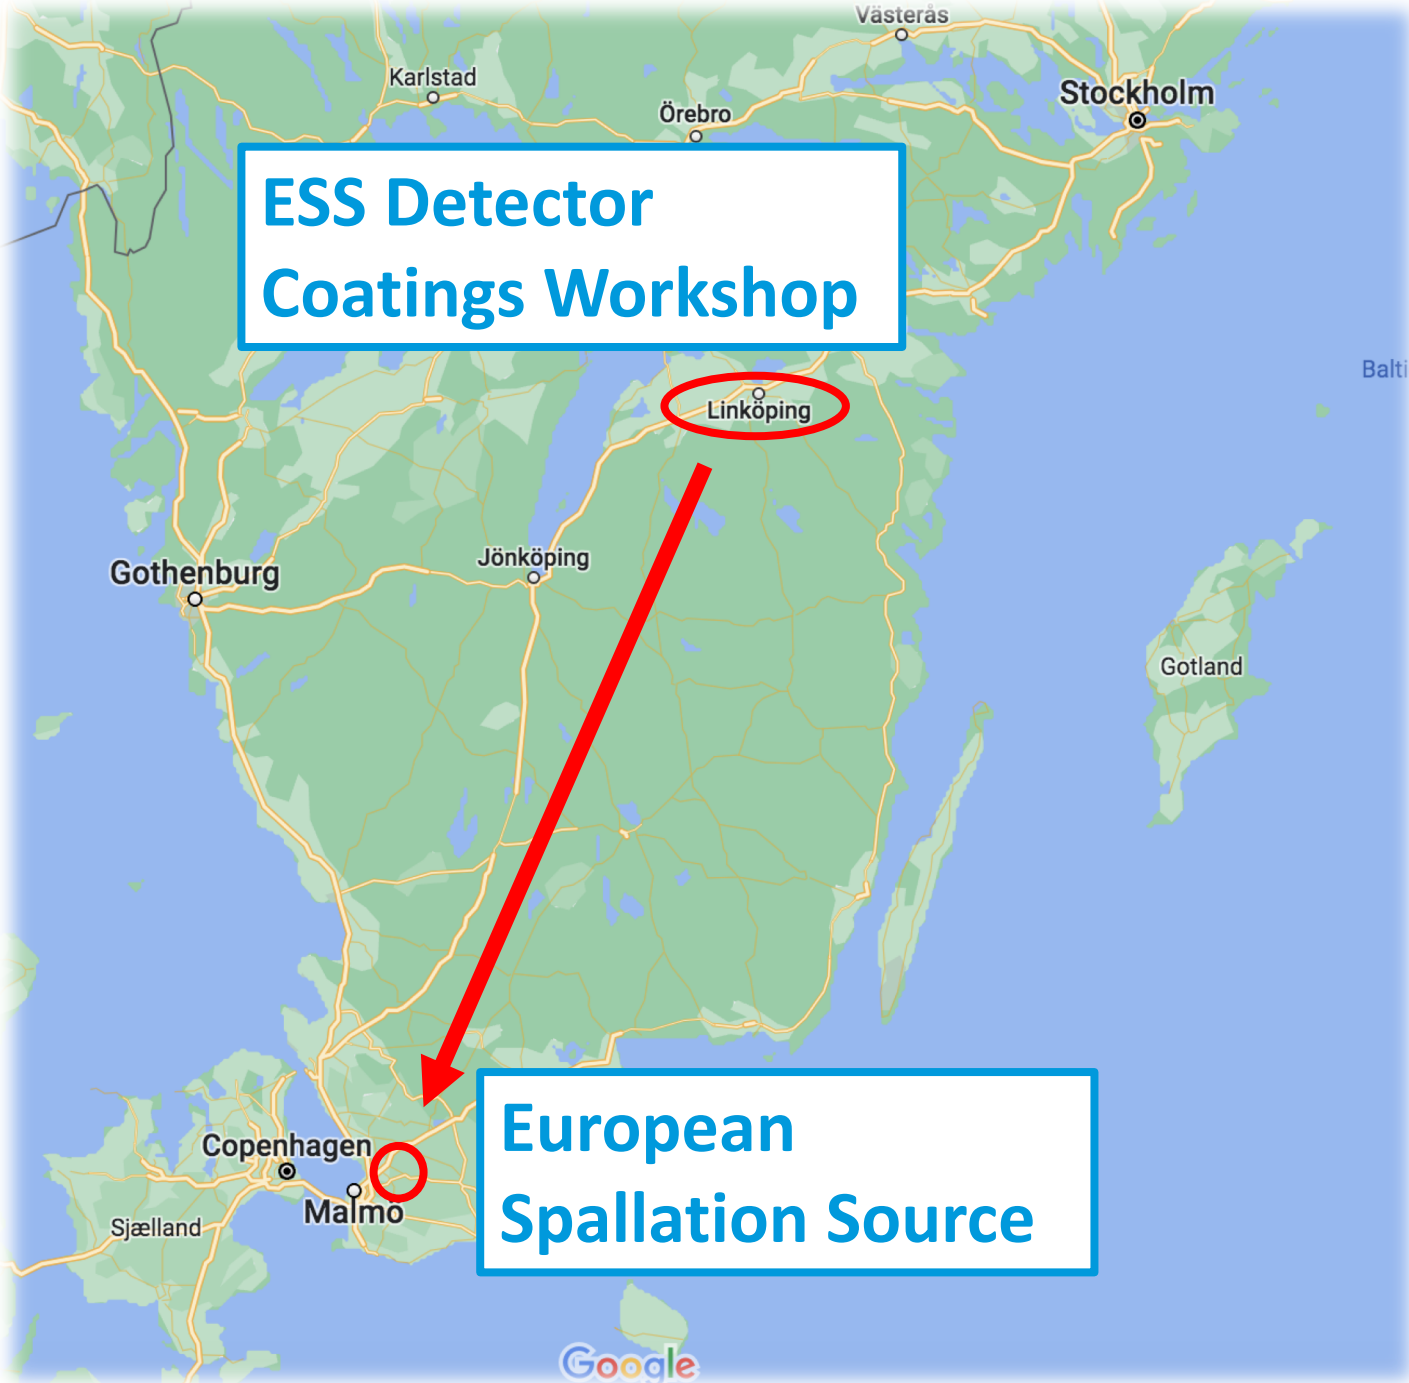 Västerås
Karlstad
Stockholm
Örebro
ESS Detector
Coatings Workshop
Balti
Linköping
Jönköping
Gothenburg
Gotland
European
Spallation Source
Copenhagen
Malmö
Sjælland
Google